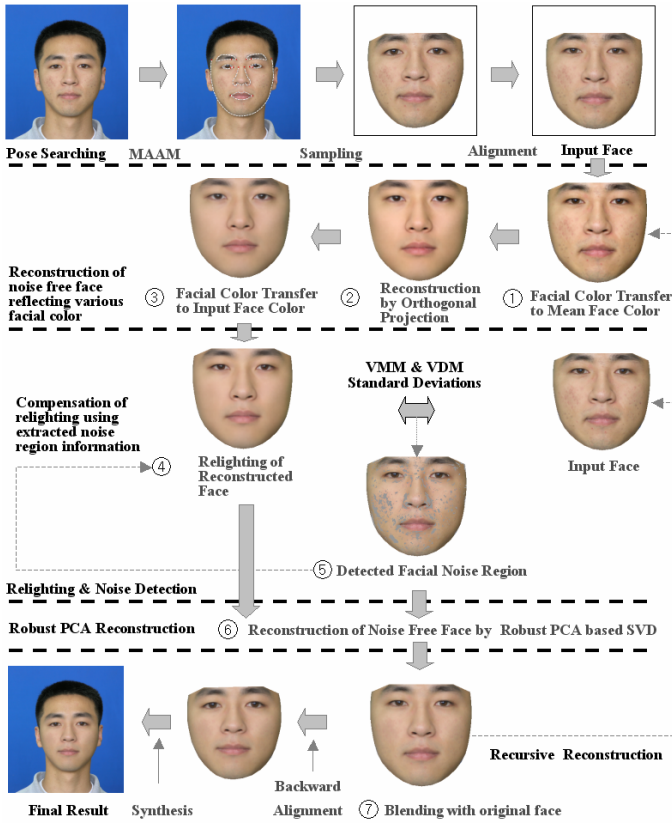 Pose Searching
MAAM
Sampling
Alignment
Input Face
Reconstruction of
noise free face
reflecting various
facial color
③ Facial Color Transfer
to Input Face Color
② Reconstruction
by Orthogonal
Projection
① Facial Color Transfer
to Mean Face Color
Compensation of
relighting using
extracted noise
region information
④ Relighting of
Reconstructed
Face
VMM & VDM
Standard Deviations
Input Face
⑤ Detected Facial Noise Region
Relighting & Noise Detection
Robust PCA Reconstruction
⑥ Reconstruction of Noise Free Face by Robust PCA based SVD
Recursive Reconstruction
Final Result
Synthesis
Backward
Alignment
⑦ Blending with original face